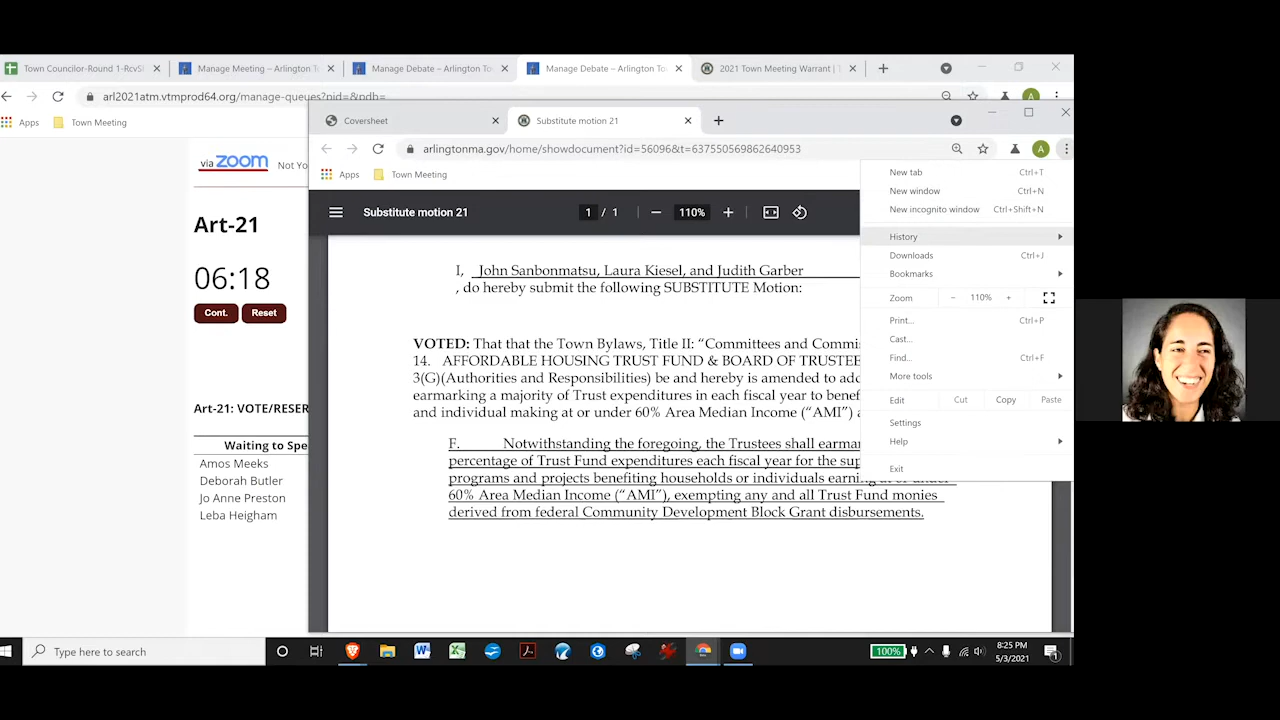 Town Councilor-Round 1-RcvSl
Manage Meeting – Arlington T
Manage Debate – Arlington To
Manage Debate – Arlington To
2021 Town Meeting Warrant | T
arl2021atm.vtmprod64.org/manage-queues?pid=&pdb=
A
Apps
Town Meeting
Coversheet
Substitute motion 21
arlingtonma.gov/home/showdocument?id=56096&t=637550569862640953
A
Apps
Town Meeting
Substitute motion 21
1 / 1
110%
via zoom
Not Yo
Art-21
06:18
Cont.
Reset
Art-21: VOTE/RESER
Waiting to Spe
Amos Meeks
Deborah Butler
Jo Anne Preston
Leba Heigham
I, John Sanbonmatsu, Laura Kiesel, and Judith Garber
, do hereby submit the following SUBSTITUTE Motion:
VOTED: That that the Town Bylaws, Title II: “Committees and Commi
14. AFFORDABLE HOUSING TRUST FUND & BOARD OF TRUSTEE
3(G)(Authorities and Responsibilities) be and hereby is amended to add
earmarking a majority of Trust expenditures in each fiscal year to benef
and individual making at or under 60% Area Median Income (“AMI”) a
F. Notwithstanding the foregoing, the Trustees shall earmar
percentage of Trust Fund expenditures each fiscal year for the sup
programs and projects benefiting households or individuals earning at or under
60% Area Median Income (“AMI”), exempting any and all Trust Fund monies
derived from federal Community Development Block Grant disbursements.
New tab Ctrl+T
New window Ctrl+N
New incognito window Ctrl+Shift+N
History
Downloads Ctrl+J
Bookmarks
Zoom − 110% +
Print... Ctrl+P
Cast...
Find... Ctrl+F
More tools
Edit Cut Copy Paste
Settings
Help
Exit
Type here to search
100%
8:25 PM
5/3/2021
1